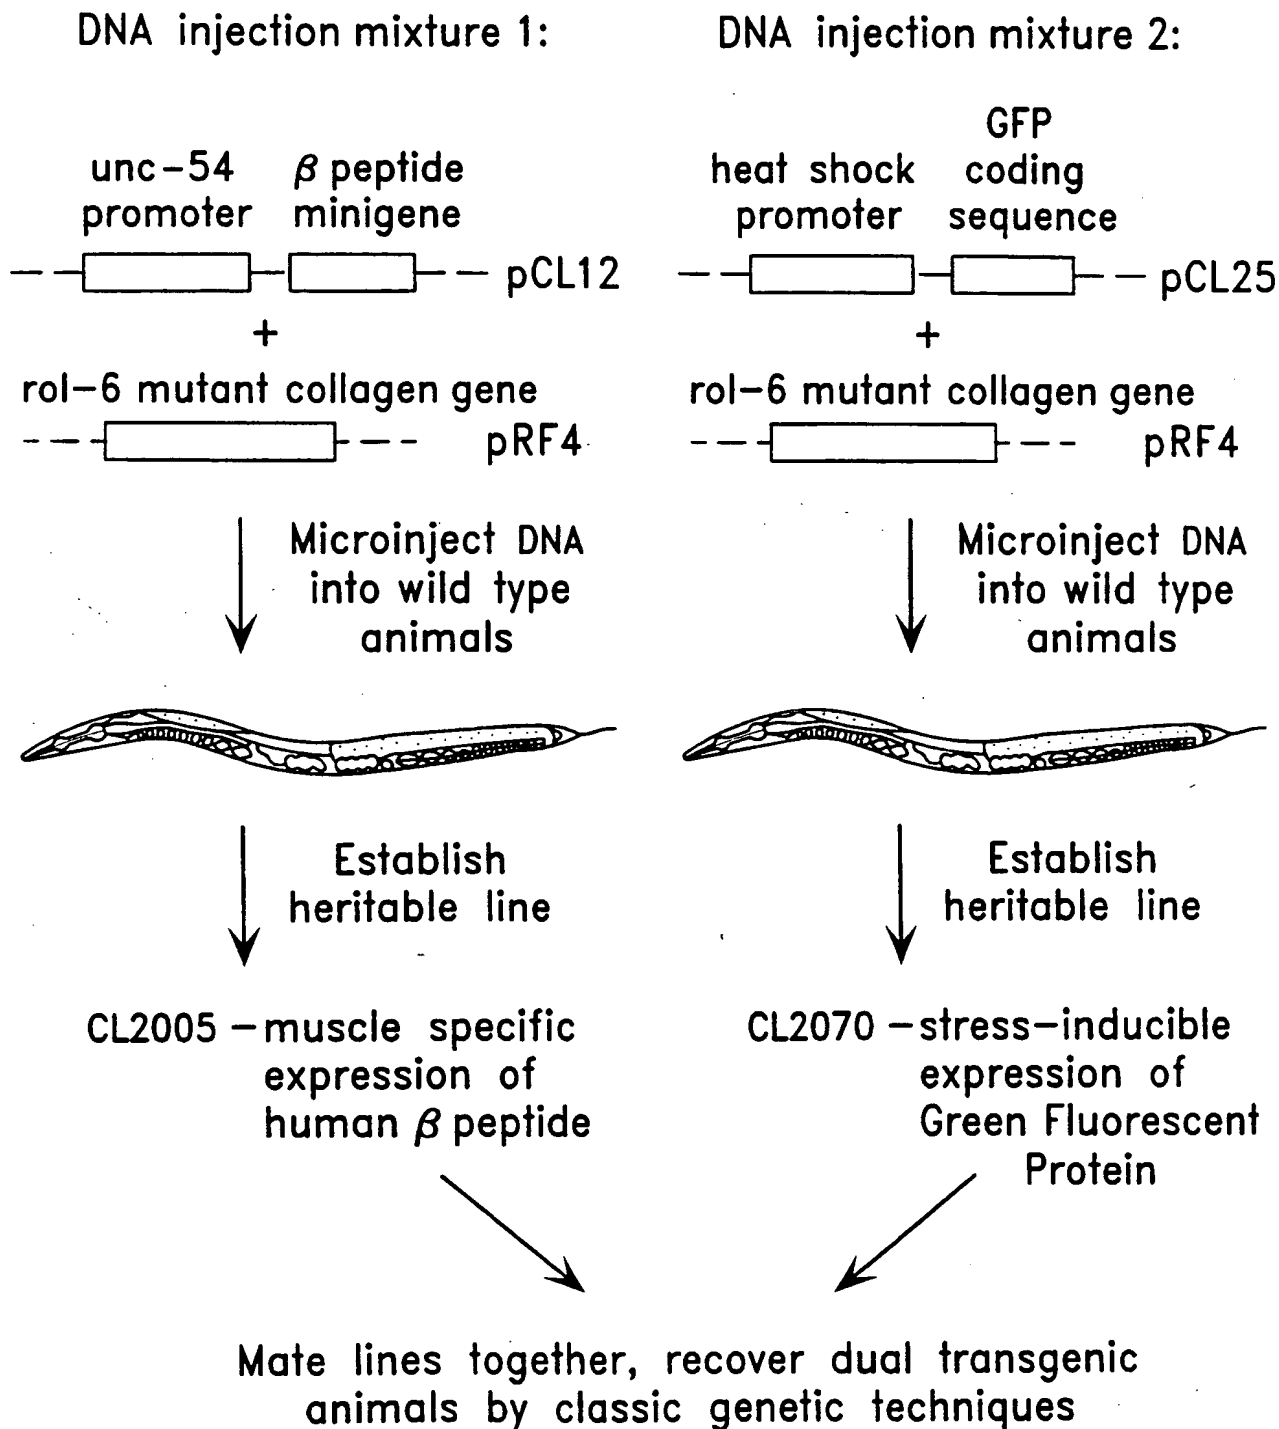 DNA injection mixture 1:
unc-54
promoter
β peptide
minigene
pCL12
+
rol-6 mutant collagen gene
pRF4
Microinject DNA
into wild type
animals
Establish
heritable line
CL2005 - muscle specific
expression of
human β peptide
DNA injection mixture 2:
heat shock
promoter
GFP
coding
sequence
pCL25
+
rol-6 mutant collagen gene
pRF4
Microinject DNA
into wild type
animals
Establish
heritable line
CL2070 - stress-inducible
expression of
Green Fluorescent
Protein
Mate lines together, recover dual transgenic
animals by classic genetic techniques